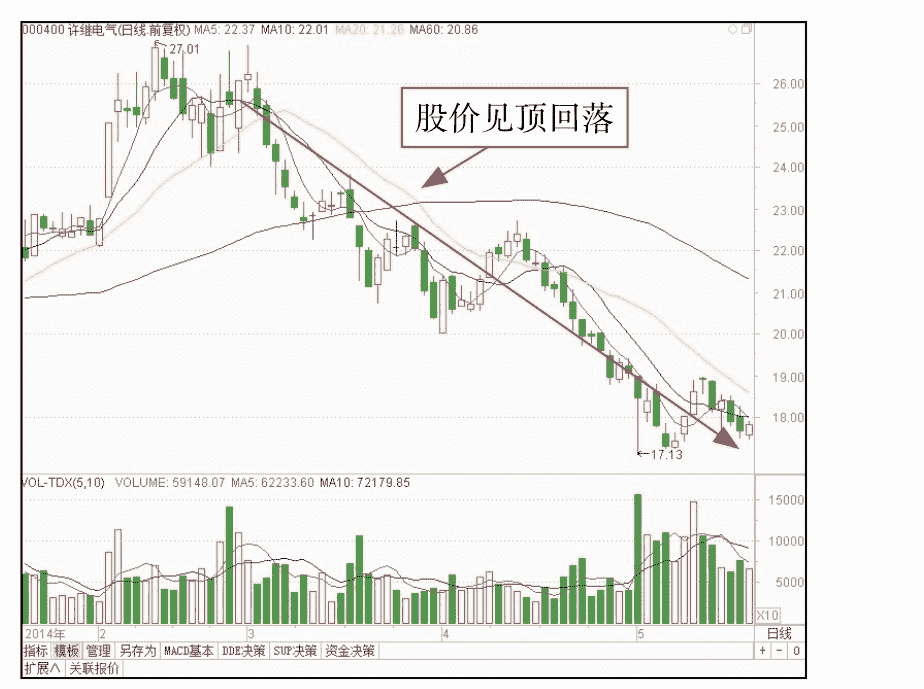 000400 许继电气(日线.前复权) MA5: 22.37 MA10: 22.01 MA20: 21.28 MA60: 20.86
27.01
26.00
股价见顶回落
25.00
24.00
23.00
22.00
21.00
20.00
19.00
18.00
17.13
VOL-TDX(5,10) VOLUME: 59148.07 MA5: 62233.60 MA10: 72179.85
15000
10000
5000
X10
2014年 2 3 4 5 日线
指标 模板 管理 另存为 MACD基本 DDE决策 SUP决策 资金决策 + - 0
扩展∧ 关联报价